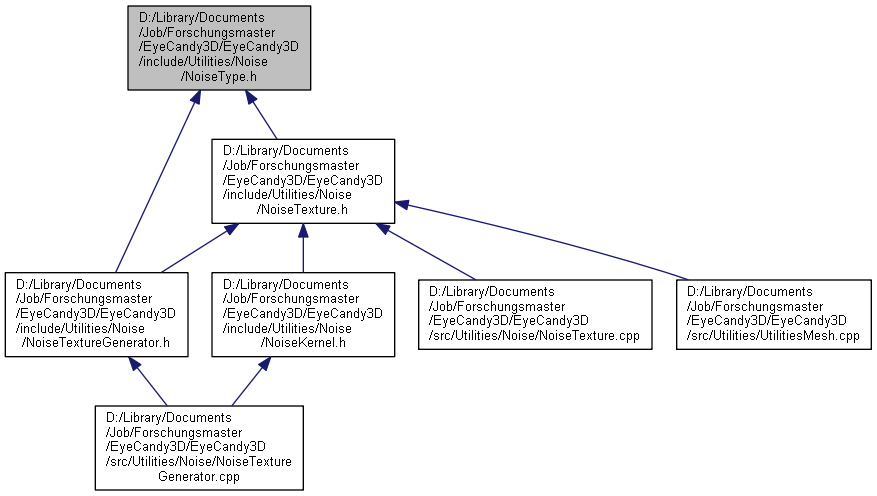 D:/Library/Documents
/Job/Forschungsmaster
/EyeCandy3D/EyeCandy3D
/include/Utilities/Noise
/NoiseType.h
D:/Library/Documents
/Job/Forschungsmaster
/EyeCandy3D/EyeCandy3D
/include/Utilities/Noise
/NoiseTexture.h
D:/Library/Documents
/Job/Forschungsmaster
/EyeCandy3D/EyeCandy3D
/include/Utilities/Noise
/NoiseTextureGenerator.h
D:/Library/Documents
/Job/Forschungsmaster
/EyeCandy3D/EyeCandy3D
/include/Utilities/Noise
/NoiseKernel.h
D:/Library/Documents
/Job/Forschungsmaster
/EyeCandy3D/EyeCandy3D
/src/Utilities/Noise/NoiseTexture.cpp
D:/Library/Documents
/Job/Forschungsmaster
/EyeCandy3D/EyeCandy3D
/src/Utilities/UtilitiesMesh.cpp
D:/Library/Documents
/Job/Forschungsmaster
/EyeCandy3D/EyeCandy3D
/src/Utilities/Noise/NoiseTexture
Generator.cpp